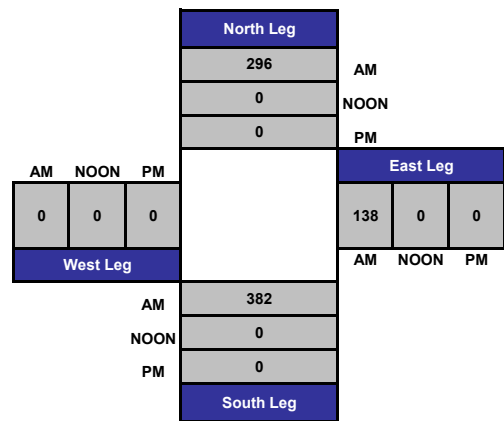 North Leg
296 AM
0 NOON
0 PM
AM NOON PM East Leg
0 0 0 138 0 0
West Leg AM NOON PM
AM 382
NOON 0
PM 0
South Leg